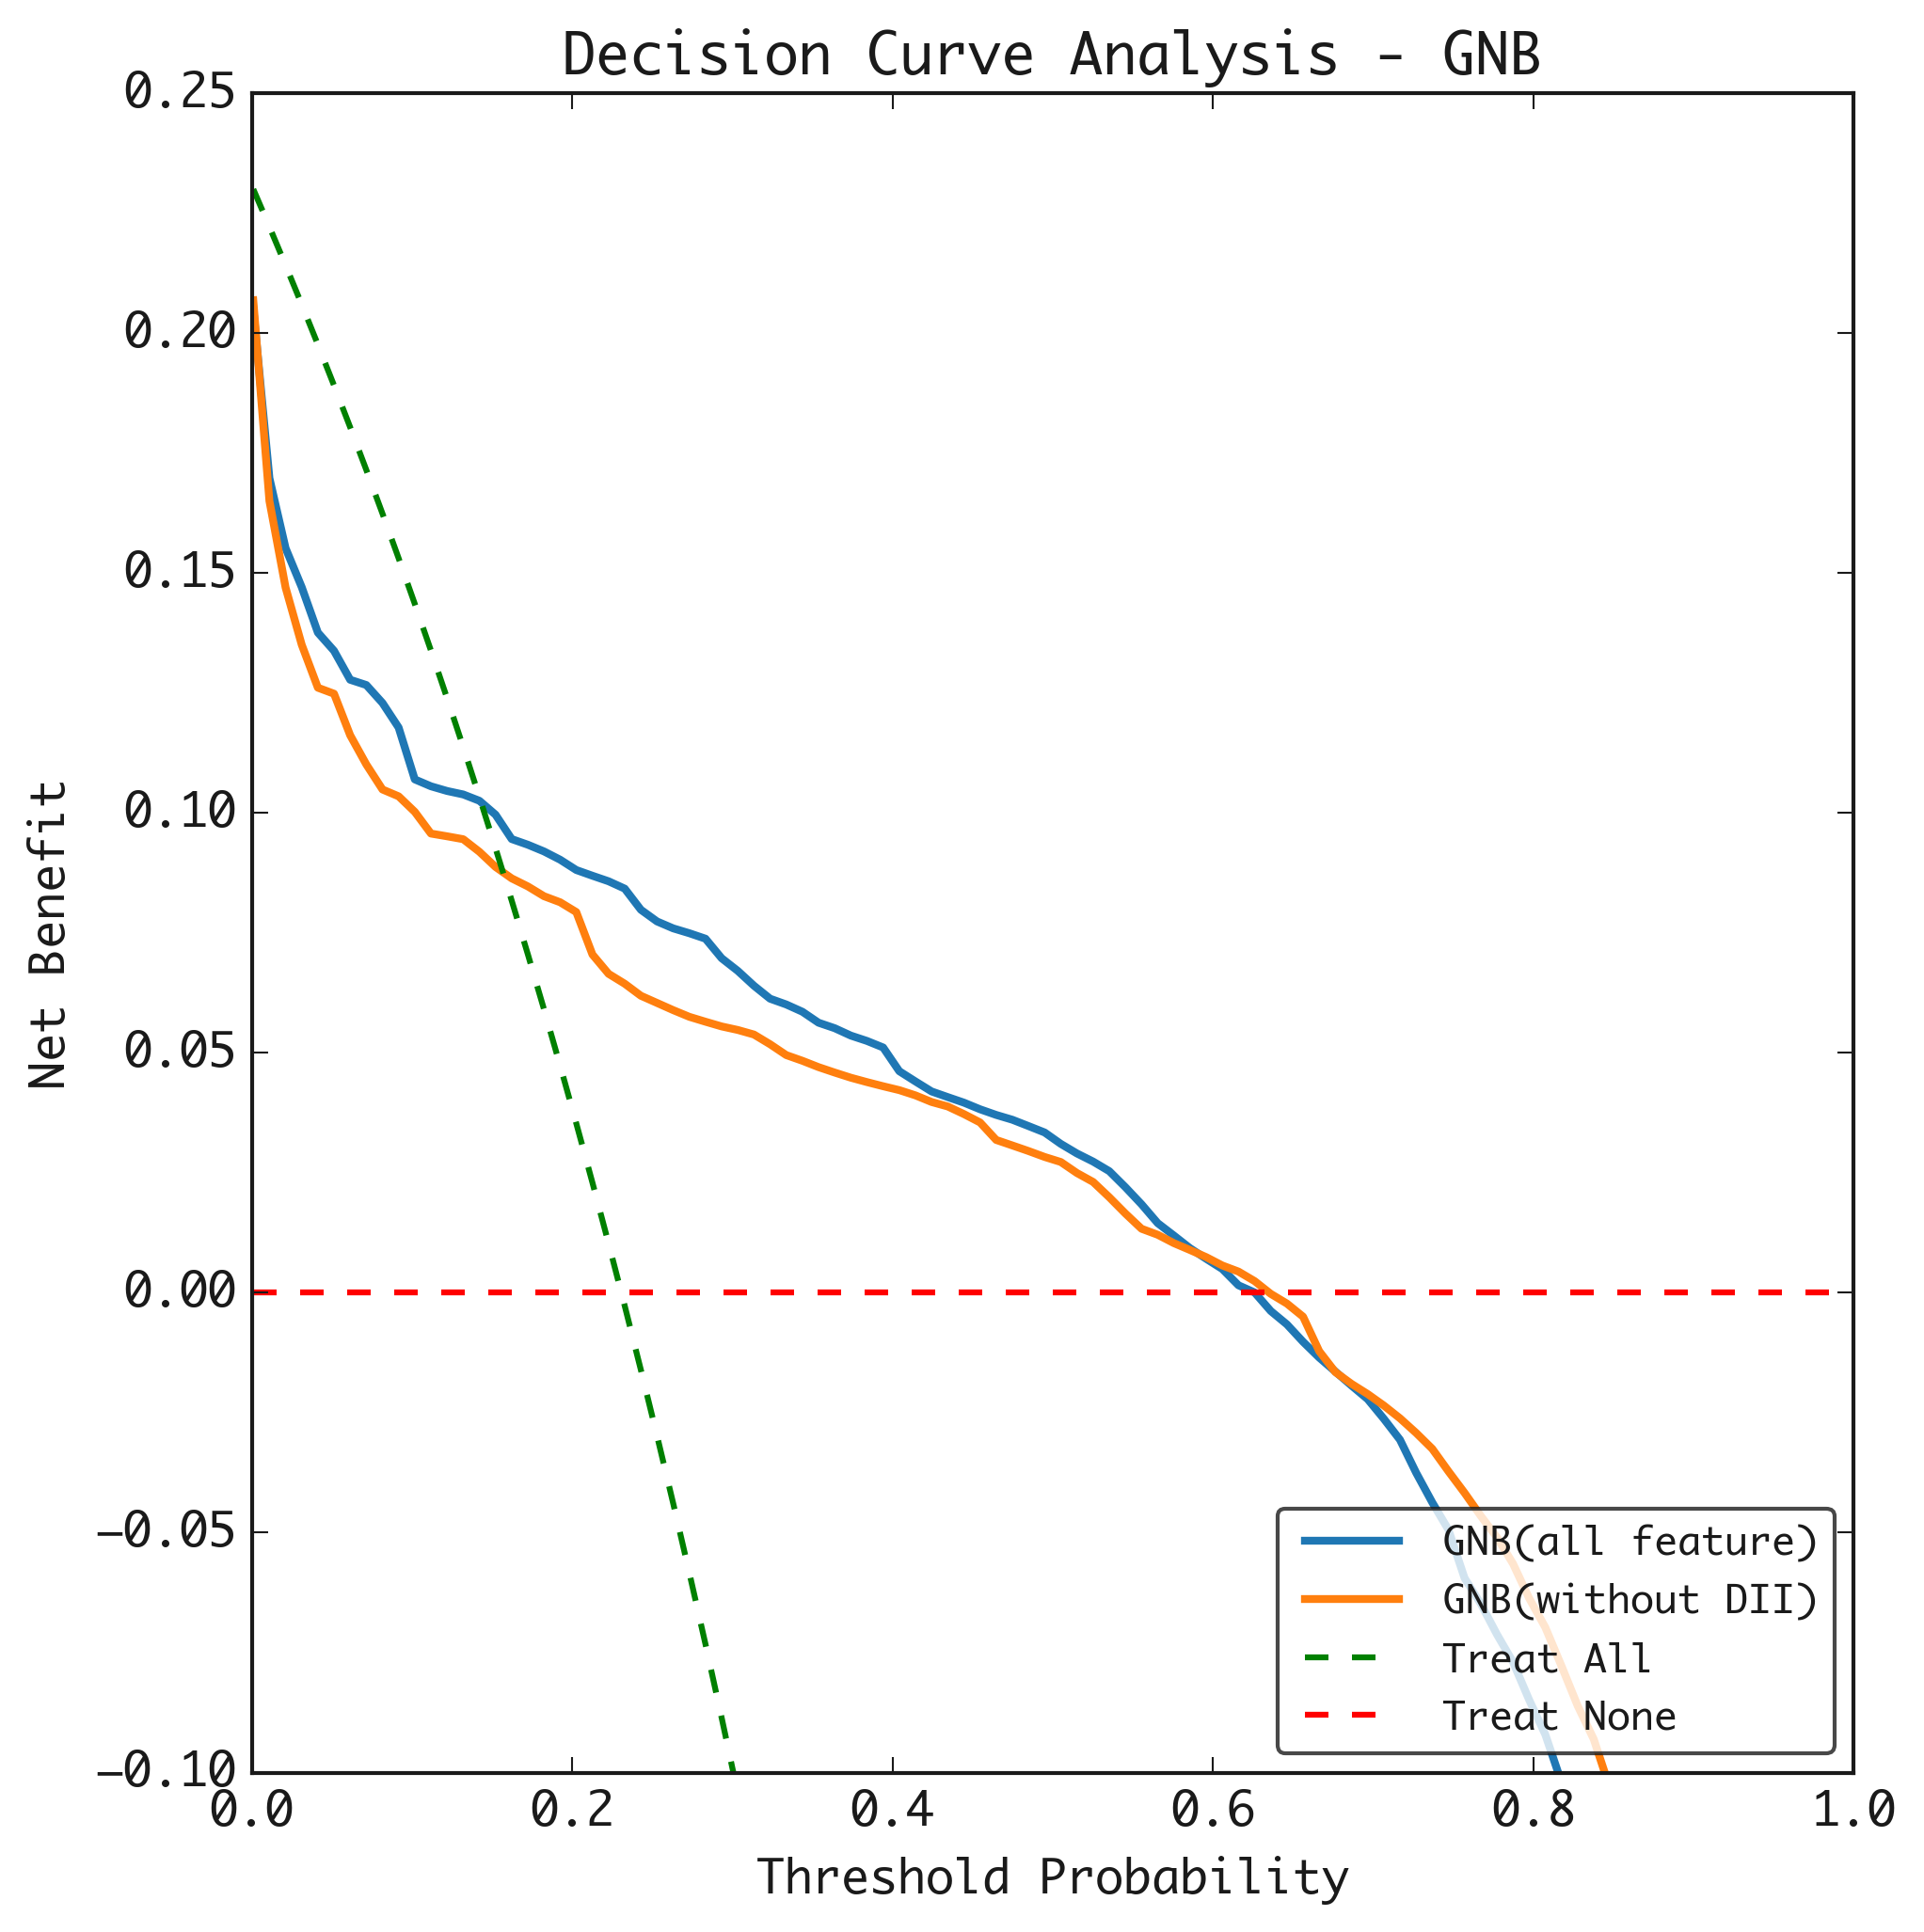 Decision Curve Analysis - GNB
0.25
0.20
0.15
0.10
0.05
0.00
−0.05
−0.10
Net Benefit
0.0 0.2 0.4 0.6 0.8 1.0
Threshold Probability
GNB(all feature)
GNB(without DII)
Treat All
Treat None